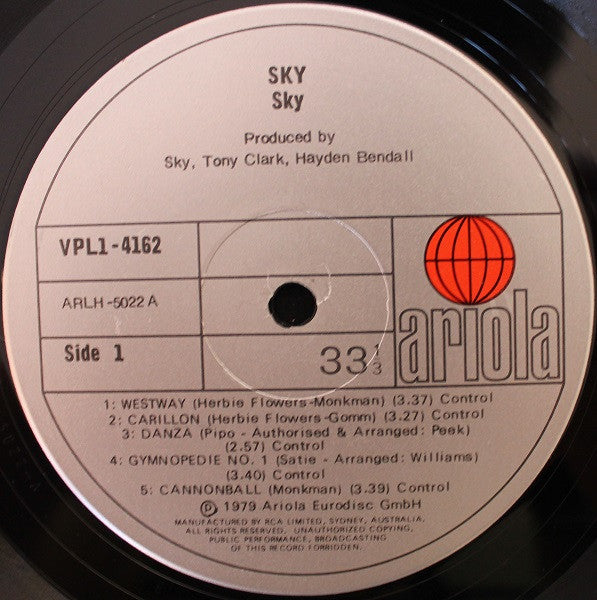 SKY
Sky
Produced by
Sky, Tony Clark, Hayden Bendall
VPL1-4162
ARLH-5022 A
Side 1
33 1/3
ariola
1: WESTWAY (Herbie Flowers-Monkman) (3.37) Control
2: CARILLON (Herbie Flowers-Gomm) (3.27) Control
3: DANZA (Pipo - Authorised & Arranged: Peek)
(2.57) Control
4: GYMNOPEDIE NO. 1 (Satie - Arranged: Williams)
(3.40) Control
5: CANNONBALL (Monkman) (3.39) Control
℗ 1979 Ariola Eurodisc GmbH
MANUFACTURED BY RCA LIMITED, SYDNEY, AUSTRALIA.
ALL RIGHTS RESERVED. UNAUTHORIZED COPYING,
PUBLIC PERFORMANCE, BROADCASTING
OF THIS RECORD FORBIDDEN.